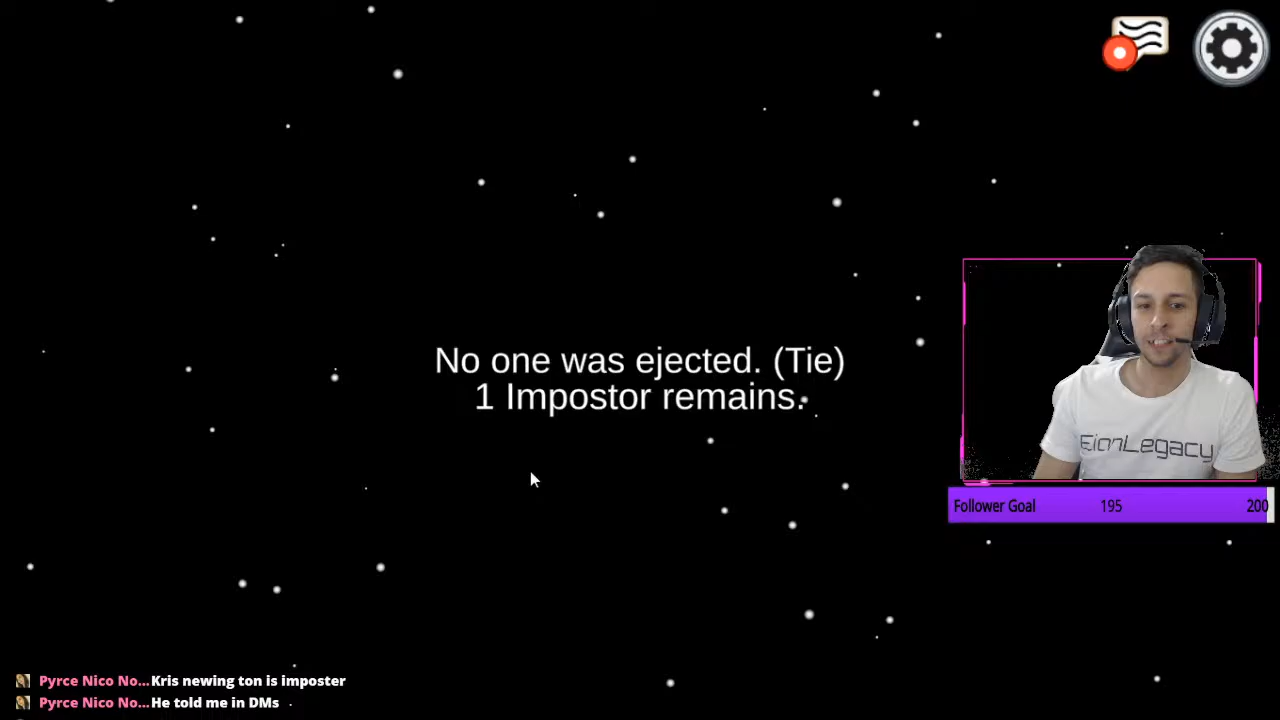 No one was ejected. (Tie)
1 Impostor remains.
EionLegacy
Follower Goal 195 200
Pyrce Nico No... Kris newing ton is imposter
Pyrce Nico No... He told me in DMs